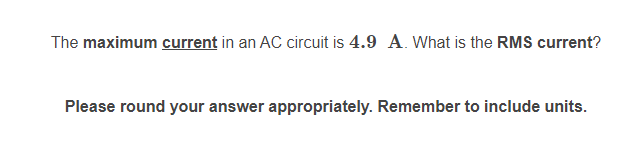 The maximum current in an AC circuit is 4.9 A. What is the RMS current?
Please round your answer appropriately. Remember to include units.